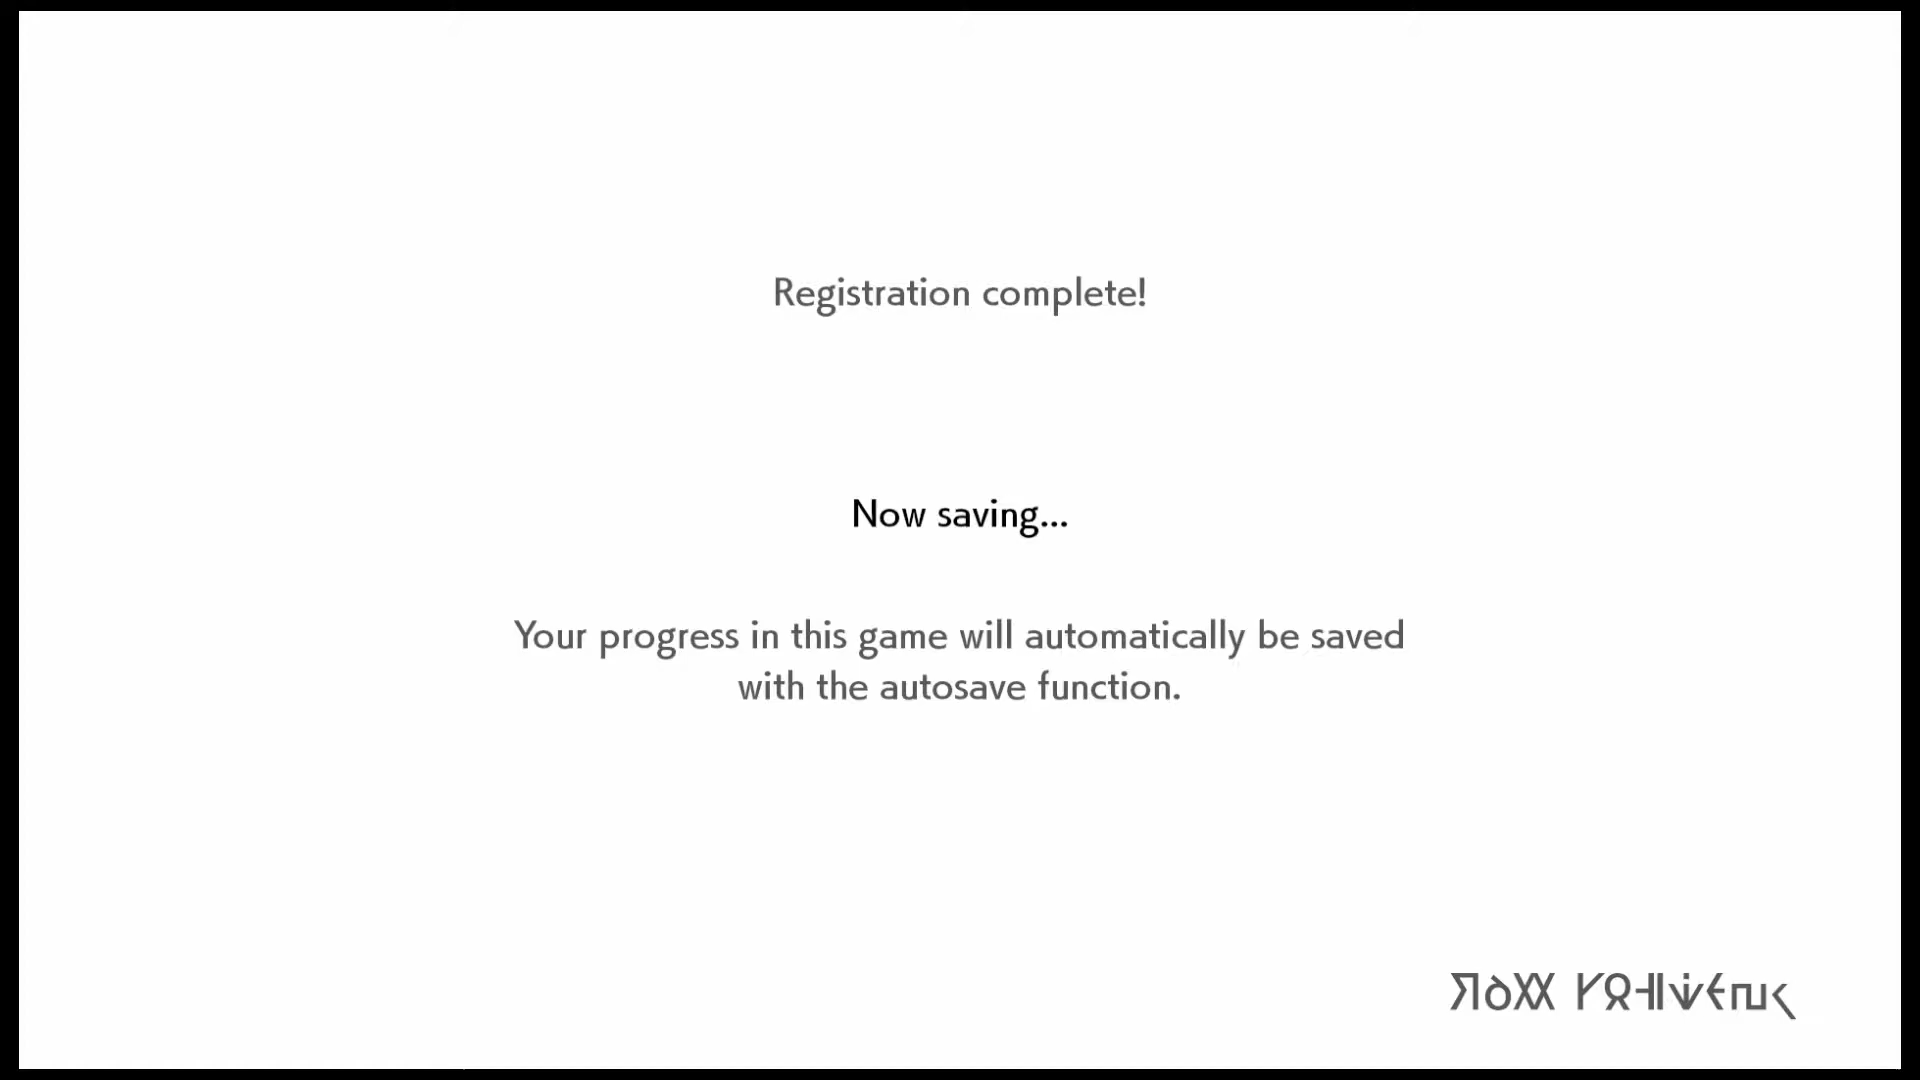 Registration complete!
Now saving...
Your progress in this game will automatically be saved
with the autosave function.